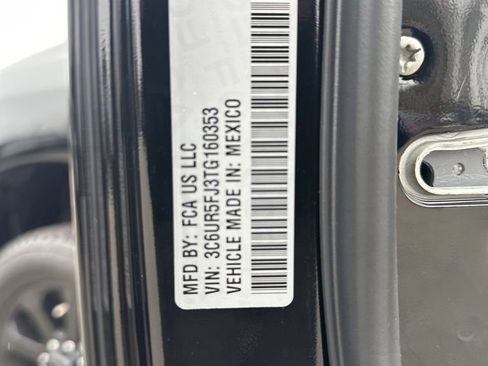 MFD BY: FCA US LLC
VIN: 3C6UR5FJ3TG160353
VEHICLE MADE IN: MEXICO